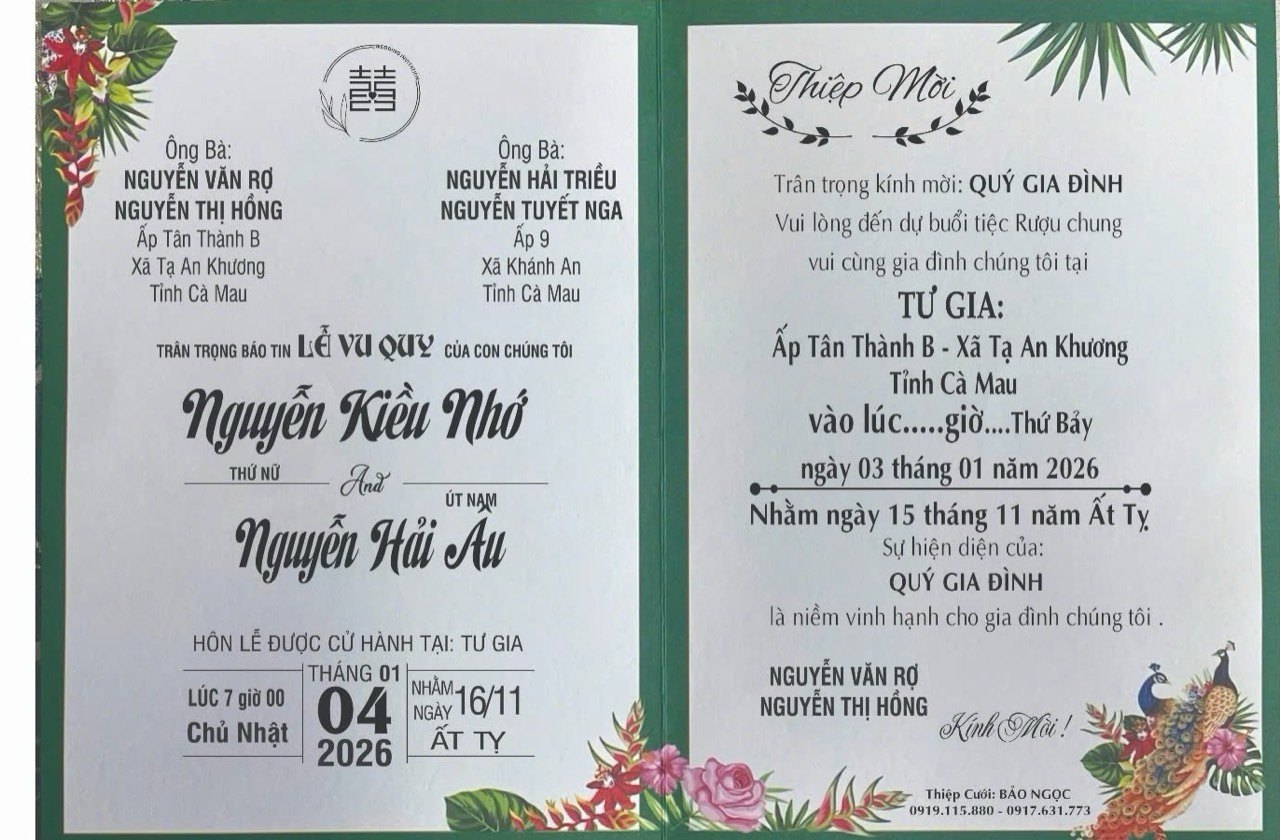 WEDDING INVITATION
囍
Ông Bà:
NGUYỄN VĂN RỢ
NGUYỄN THỊ HỒNG
Ấp Tân Thành B
Xã Tạ An Khương
Tỉnh Cà Mau
Ông Bà:
NGUYỄN HẢI TRIỀU
NGUYỄN TUYẾT NGA
Ấp 9
Xã Khánh An
Tỉnh Cà Mau
TRÂN TRỌNG BÁO TIN LỄ VU QUY CỦA CON CHÚNG TÔI
Nguyễn Kiều Nhớ
THỨ NỮ
And
ÚT NAM
Nguyễn Hải Âu
HÔN LỄ ĐƯỢC CỬ HÀNH TẠI: TƯ GIA
LÚC 7 giờ 00
Chủ Nhật
THÁNG 01
04
2026
NHẰM
NGÀY 16/11
ẤT TỴ
Thiệp Mời
Trân trọng kính mời: QUÝ GIA ĐÌNH
Vui lòng đến dự buổi tiệc Rượu chung
vui cùng gia đình chúng tôi tại
TƯ GIA:
Ấp Tân Thành B - Xã Tạ An Khương
Tỉnh Cà Mau
vào lúc.....giờ....Thứ Bảy
ngày 03 tháng 01 năm 2026
Nhằm ngày 15 tháng 11 năm Ất Tỵ
Sự hiện diện của:
QUÝ GIA ĐÌNH
là niềm vinh hạnh cho gia đình chúng tôi .
NGUYỄN VĂN RỢ
NGUYỄN THỊ HỒNG
Kính Mời !
Thiệp Cưới: BẢO NGỌC
0919.115.880 - 0917.631.773